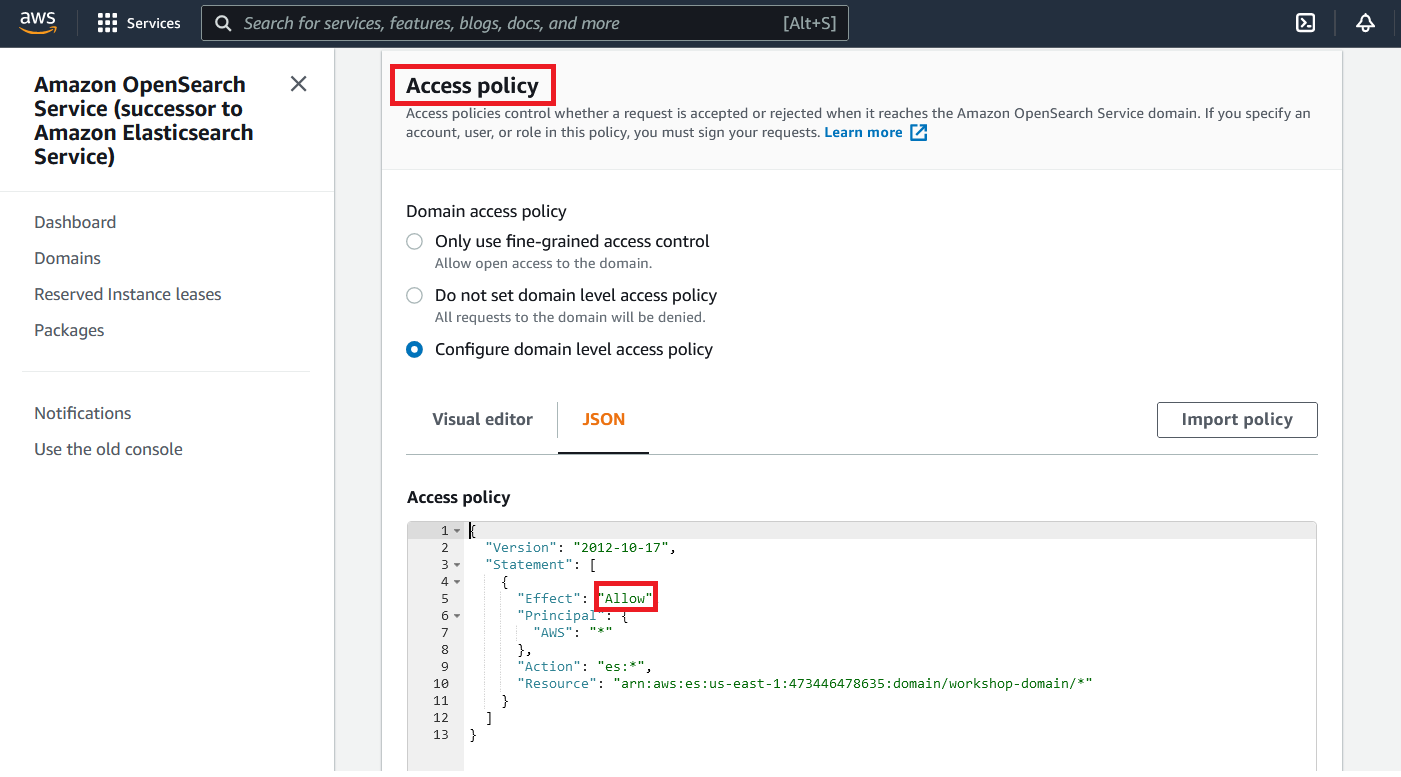 aws
Services
Search for services, features, blogs, docs, and more
[Alt+S]
Amazon OpenSearch
Service (successor to
Amazon Elasticsearch
Service)
Dashboard
Domains
Reserved Instance leases
Packages
Notifications
Use the old console
Access policy
Access policies control whether a request is accepted or rejected when it reaches the Amazon OpenSearch Service domain. If you specify an
account, user, or role in this policy, you must sign your requests. Learn more
Domain access policy
Only use fine-grained access control
Allow open access to the domain.
Do not set domain level access policy
All requests to the domain will be denied.
Configure domain level access policy
Visual editor
JSON
Import policy
Access policy
1 {
2 "Version": "2012-10-17",
3 "Statement": [
4 {
5 "Effect": "Allow"
6 "Principal": {
7 "AWS": "*"
8 },
9 "Action": "es:*",
10 "Resource": "arn:aws:es:us-east-1:473446478635:domain/workshop-domain/*"
11 }
12 ]
13 }